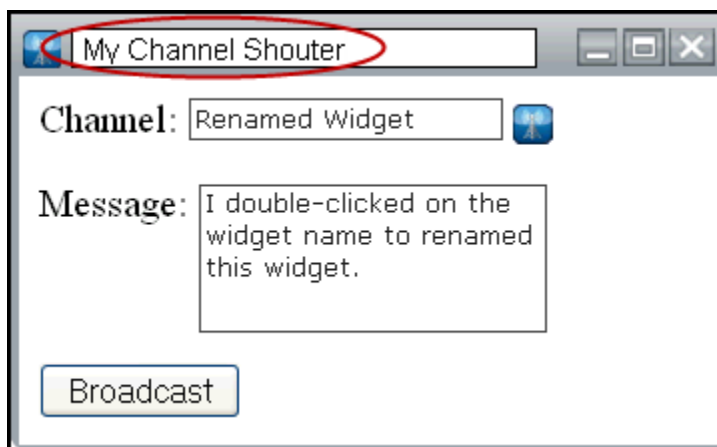 My Channel Shouter
Channel: Renamed Widget
Message: I double-clicked on the
widget name to renamed
this widget.
Broadcast